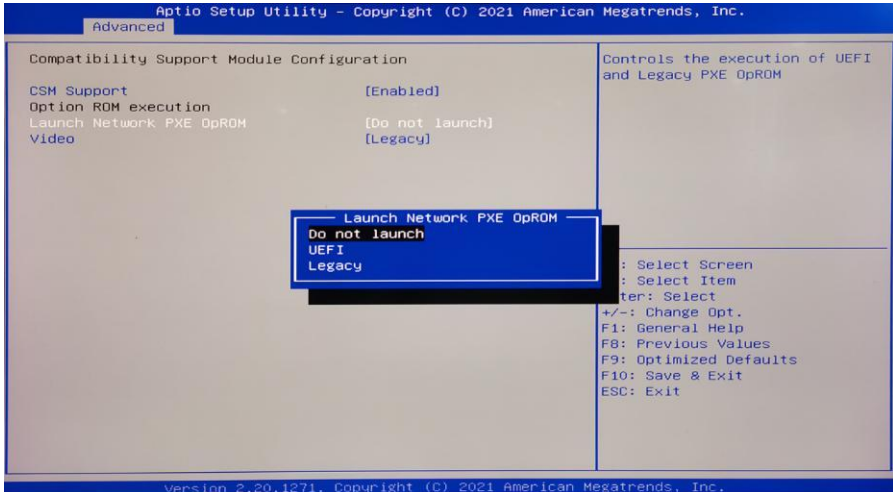 Aptio Setup Utility – Copyright (C) 2021 American Megatrends, Inc.
Advanced
Compatibility Support Module Configuration
CSM Support [Enabled]
Option ROM execution
Launch Network PXE OpROM [Do not launch]
Video [Legacy]
Controls the execution of UEFI
and Legacy PXE OpROM
Launch Network PXE OpROM
Do not launch
UEFI
Legacy
: Select Screen
: Select Item
ter: Select
+/-: Change Opt.
F1: General Help
F8: Previous Values
F9: Optimized Defaults
F10: Save & Exit
ESC: Exit
Version 2.20.1271. Copyright (C) 2021 American Megatrends, Inc.